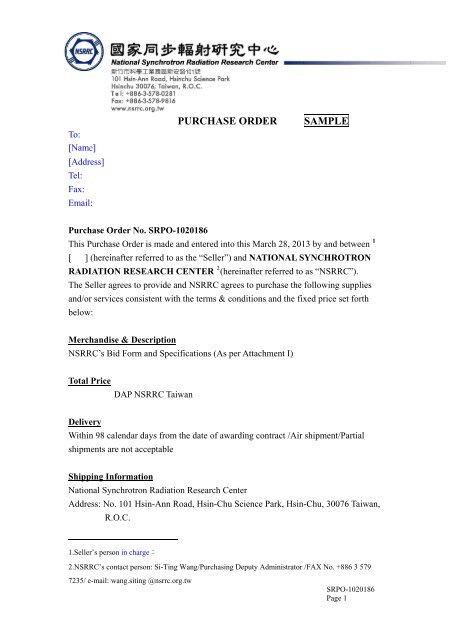 NSRRC
國家同步輻射研究中心
National Synchrotron Radiation Research Center
新竹市科學工業園區新安路101號
101 Hsin-Ann Road, Hsinchu Science Park
Hsinchu 30076, Taiwan, R.O.C.
Tel: +886-3-578-0281
Fax: +886-3-578-9816
www.nsrrc.org.tw
PURCHASE ORDER SAMPLE
To:
[Name]
[Address]
Tel:
Fax:
Email:
Purchase Order No. SRPO-1020186
This Purchase Order is made and entered into this March 28, 2013 by and between 1
[ ] (hereinafter referred to as the “Seller”) and NATIONAL SYNCHROTRON
RADIATION RESEARCH CENTER 2 (hereinafter referred to as “NSRRC”).
The Seller agrees to provide and NSRRC agrees to purchase the following supplies
and/or services consistent with the terms & conditions and the fixed price set forth
below:
Merchandise & Description
NSRRC’s Bid Form and Specifications (As per Attachment I)
Total Price
DAP NSRRC Taiwan
Delivery
Within 98 calendar days from the date of awarding contract /Air shipment/Partial
shipments are not acceptable
Shipping Information
National Synchrotron Radiation Research Center
Address: No. 101 Hsin-Ann Road, Hsin-Chu Science Park, Hsin-Chu, 30076 Taiwan,
R.O.C.
1.Seller’s person in charge：
2.NSRRC’s contact person: Si-Ting Wang/Purchasing Deputy Administrator /FAX No. +886 3 579
7235/ e-mail: wang.siting @nsrrc.org.tw
SRPO-1020186
Page 1